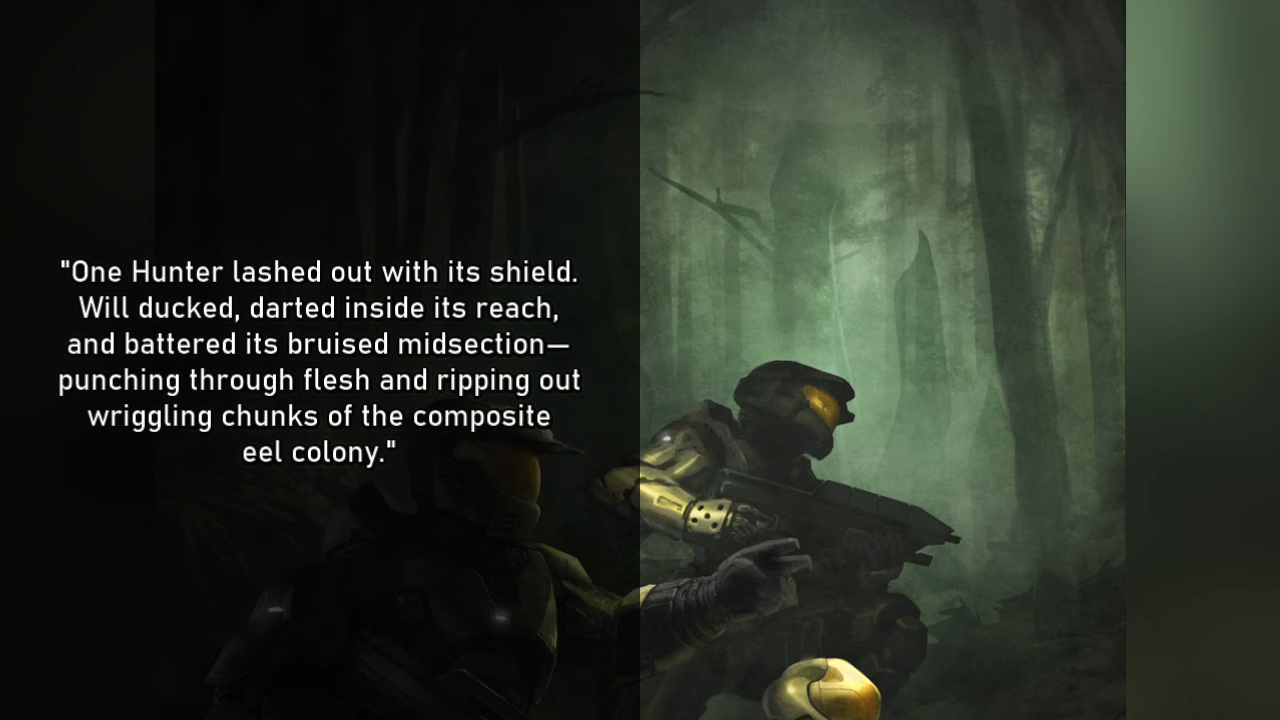 "One Hunter lashed out with its shield.
Will ducked, darted inside its reach,
and battered its bruised midsection—
punching through flesh and ripping out
wriggling chunks of the composite
eel colony."